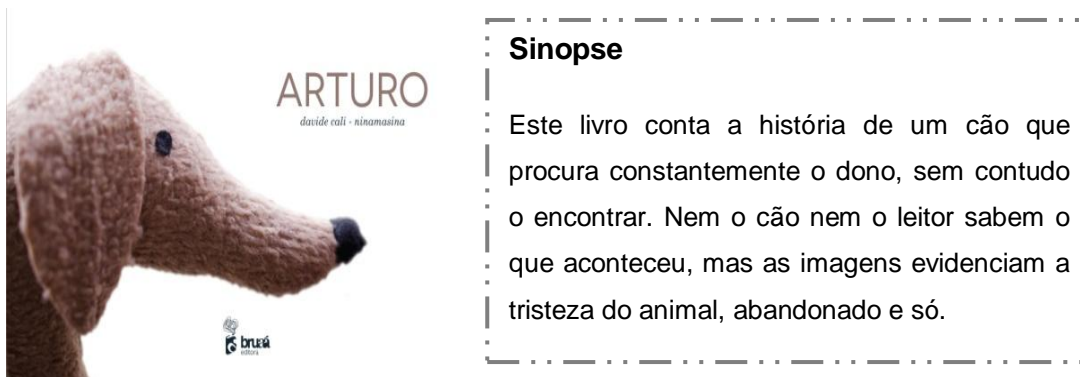 ARTURO
davide cali - ninamasina
bruaá
editora
Sinopse
Este livro conta a história de um cão que
procura constantemente o dono, sem contudo
o encontrar. Nem o cão nem o leitor sabem o
que aconteceu, mas as imagens evidenciam a
tristeza do animal, abandonado e só.